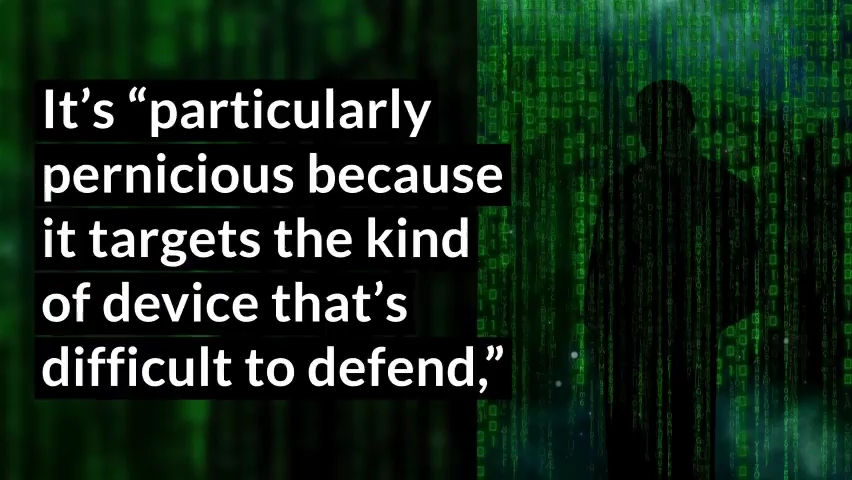 It’s “particularly
pernicious because
it targets the kind
of device that’s
difficult to defend,”